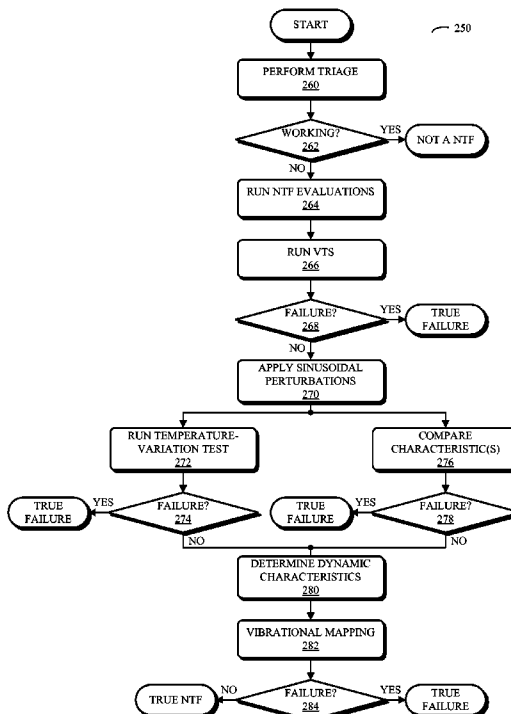 START
250
PERFORM TRIAGE
260
WORKING?
262
YES
NOT A NTF
NO
RUN NTF EVALUATIONS
264
RUN VTS
266
FAILURE?
268
YES
TRUE
FAILURE
NO
APPLY SINUSOIDAL
PERTURBATIONS
270
RUN TEMPERATURE-
VARIATION TEST
272
COMPARE
CHARACTERISTIC(S)
276
TRUE
FAILURE
YES
FAILURE?
274
NO
TRUE
FAILURE
YES
FAILURE?
278
NO
DETERMINE DYNAMIC
CHARACTERISTICS
280
VIBRATIONAL MAPPING
282
TRUE NTF
NO
FAILURE?
284
YES
TRUE
FAILURE